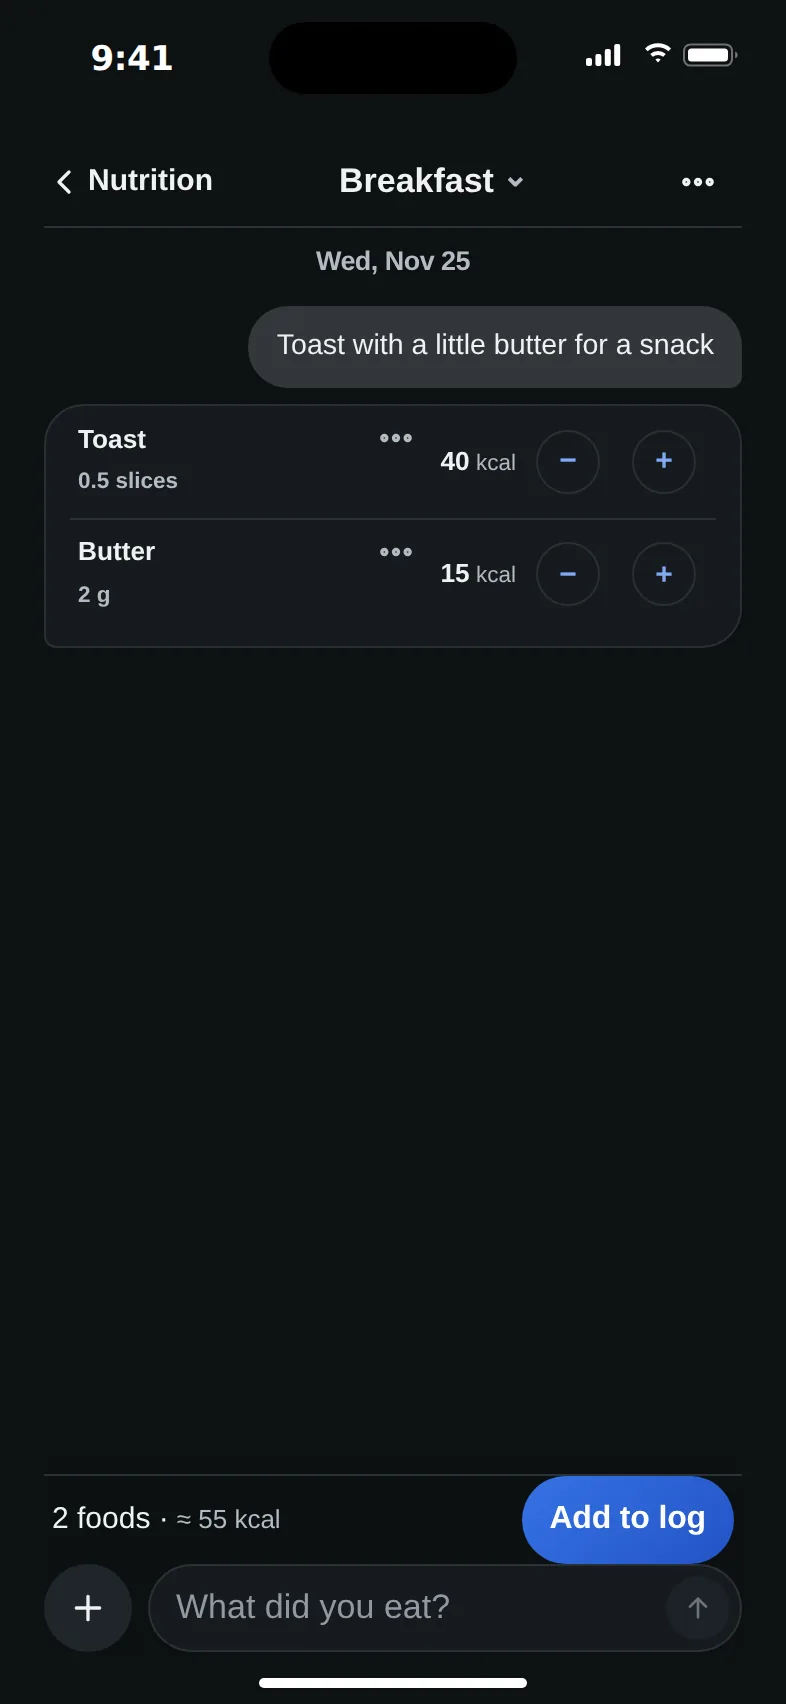 9:41
Nutrition
Breakfast
Wed, Nov 25
Toast with a little butter for a snack
Toast
0.5 slices
40 kcal
−
+
Butter
2 g
15 kcal
−
+
2 foods · ≈ 55 kcal
Add to log
+
What did you eat?